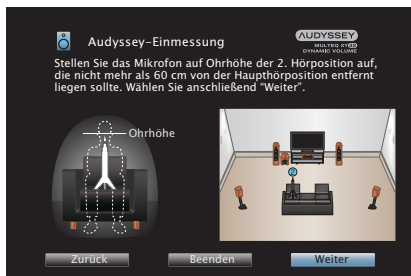 Audyssey-Einmessung
AUDYSSEY
MULTEQ XT32
DYNAMIC VOLUME
Stellen Sie das Mikrofon auf Ohrhöhe der 2. Hörposition auf,
die nicht mehr als 60 cm von der Haupthörposition entfernt
liegen sollte. Wählen Sie anschließend "Weiter".
Ohrhöhe
2
Zurück
Beenden
Weiter